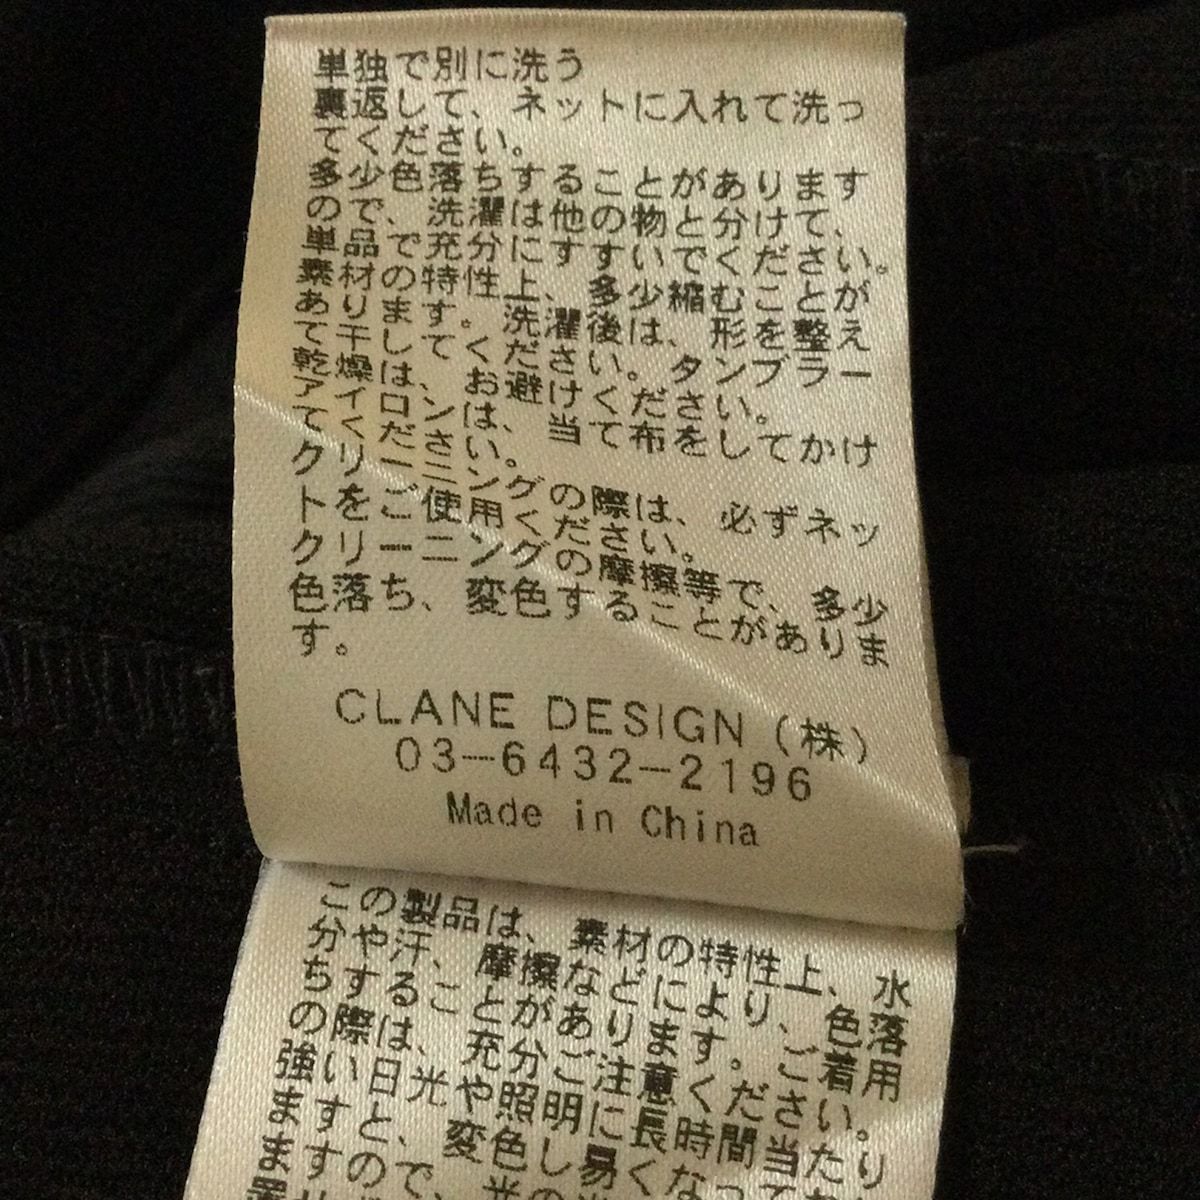 単独で別に洗う
裏返して、ネットに入れて洗っ
てください。
多少色落ちすることがあります
ので、洗濯は他の物と分けて、
単品で充分にすすいでください。
素材の特性上、多少縮むことが
あります。洗濯後は、形を整え
て干してください。タンブラー
乾燥は、お避けください。
アイロンは、当て布をしてかけ
てください。
クリーニングの際は、必ずネッ
トをご使用ください。
クリーニングの摩擦等で、多少
色落ち、変色することがありま
す。
CLANE DESIGN (株)
03-6432-2196
Made in China
この製品は、素材の特性上、水
分や汗、摩擦などにより、色落
ちすることがあります。ご着用
の際は、充分ご注意ください。
強い日光や照明に長時間当たり
ますと、変色し易くなって